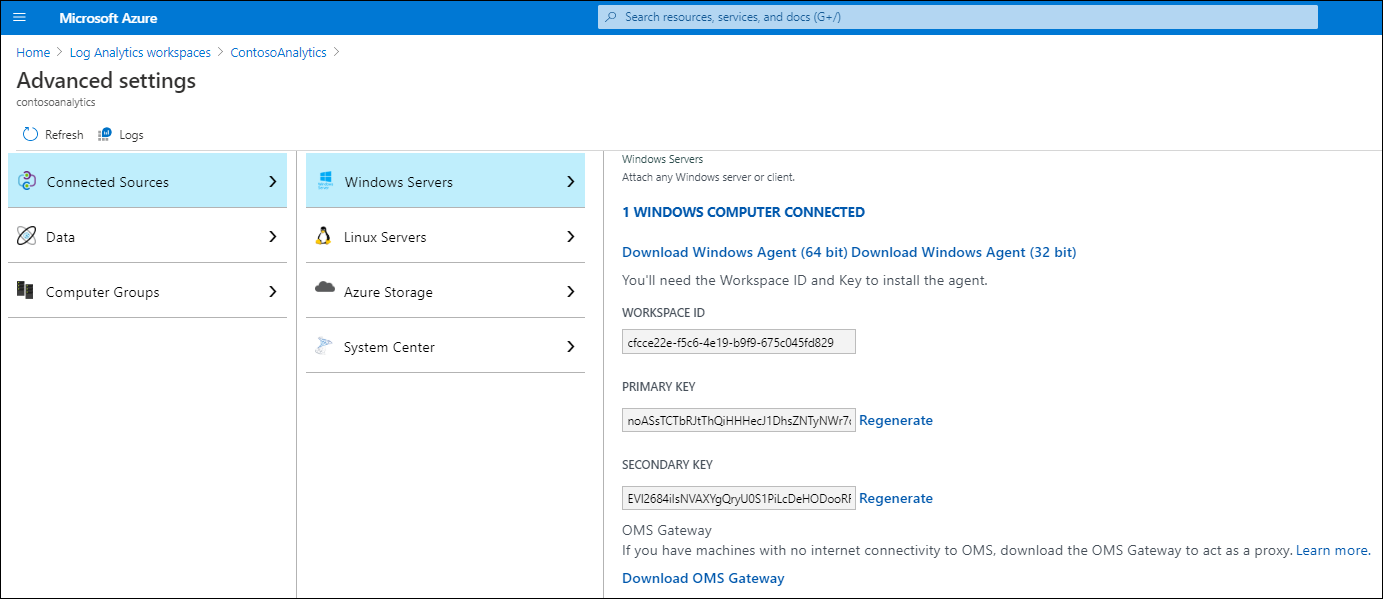 Microsoft Azure
Search resources, services, and docs (G+/)
Home > Log Analytics workspaces > ContosoAnalytics >
Advanced settings
contosoanalytics
Refresh Logs
Connected Sources
Data
Computer Groups
Windows Servers
Linux Servers
Azure Storage
System Center
Windows Servers
Attach any Windows server or client.
1 WINDOWS COMPUTER CONNECTED
Download Windows Agent (64 bit) Download Windows Agent (32 bit)
You'll need the Workspace ID and Key to install the agent.
WORKSPACE ID
cfcce22e-f5c6-4e19-b9f9-675c045fd829
PRIMARY KEY
Regenerate
SECONDARY KEY
Regenerate
OMS Gateway
If you have machines with no internet connectivity to OMS, download the OMS Gateway to act as a proxy. Learn more.
Download OMS Gateway